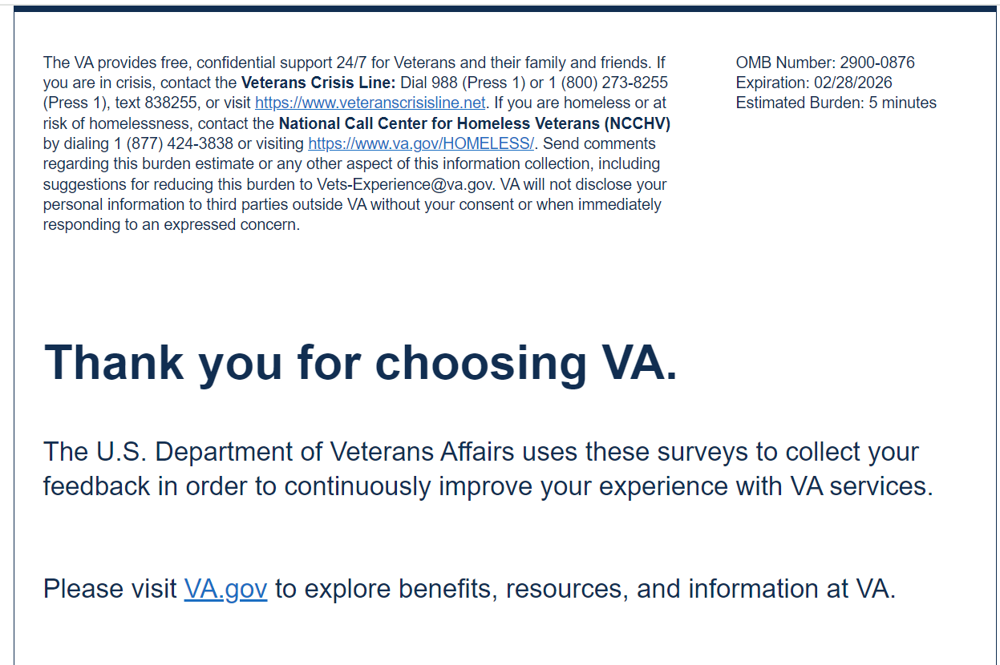 The VA provides free, confidential support 24/7 for Veterans and their family and friends. If
you are in crisis, contact the Veterans Crisis Line: Dial 988 (Press 1) or 1 (800) 273-8255
(Press 1), text 838255, or visit https://www.veteranscrisisline.net. If you are homeless or at
risk of homelessness, contact the National Call Center for Homeless Veterans (NCCHV)
by dialing 1 (877) 424-3838 or visiting https://www.va.gov/HOMELESS/. Send comments
regarding this burden estimate or any other aspect of this information collection, including
suggestions for reducing this burden to Vets-Experience@va.gov. VA will not disclose your
personal information to third parties outside VA without your consent or when immediately
responding to an expressed concern.
OMB Number: 2900-0876
Expiration: 02/28/2026
Estimated Burden: 5 minutes
Thank you for choosing VA.
The U.S. Department of Veterans Affairs uses these surveys to collect your
feedback in order to continuously improve your experience with VA services.
Please visit VA.gov to explore benefits, resources, and information at VA.